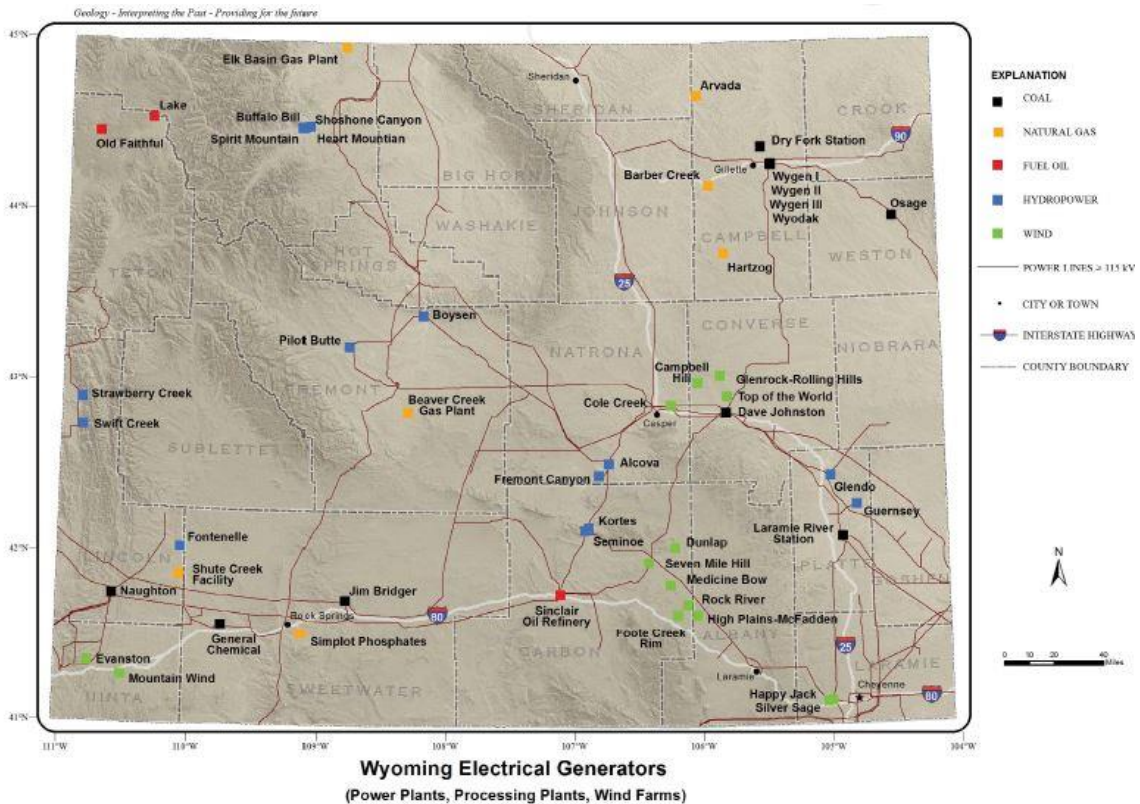 Geology - Interpreting the Past - Providing for the future
45°N
44°N
43°N
42°N
41°N
111°W
110°W
109°W
108°W
107°W
106°W
105°W
104°W
Elk Basin Gas Plant
Sheridan
SHERIDAN
Arvada
CROOK
90
Lake
Old Faithful
Buffalo Bill
Shoshone Canyon
Spirit Mountain
Heart Mountian
BIG HORN
Dry Fork Station
Barber Creek
Gillette
Wygen I
Wygen II
Wygen III
Wyodak
Osage
JOHNSON
WASHAKIE
CAMPBELL
WESTON
HOT
SPRINGS
TETON
Hartzog
25
Boysen
Pilot Butte
NATRONA
CONVERSE
NIOBRARA
Campbell
Hill
Glenrock-Rolling Hills
Top of the World
Cole Creek
Dave Johnston
Casper
FREMONT
Beaver Creek
Gas Plant
Strawberry Creek
Swift Creek
SUBLETTE
Alcova
Fremont Canyon
Glendo
Guernsey
Kortes
Seminoe
Laramie River
Station
Dunlap
Seven Mile Hill
Medicine Bow
Rock River
High Plains-McFadden
Foote Creek
Rim
ALBANY
PLATTE
GOSHEN
Fontenelle
LINCOLN
Shute Creek
Facility
Naughton
Jim Bridger
Rock Springs
80
Sinclair
Oil Refinery
General
Chemical
Simplot Phosphates
Evanston
Mountain Wind
UINTA
SWEETWATER
CARBON
Laramie
25
LARAMIE
Happy Jack
Silver Sage
Cheyenne
80
EXPLANATION
COAL
NATURAL GAS
FUEL OIL
HYDROPOWER
WIND
POWER LINES ≥ 115 kV
CITY OR TOWN
INTERSTATE HIGHWAY
COUNTY BOUNDARY
N
0 10 20 40
Miles
Wyoming Electrical Generators
(Power Plants, Processing Plants, Wind Farms)